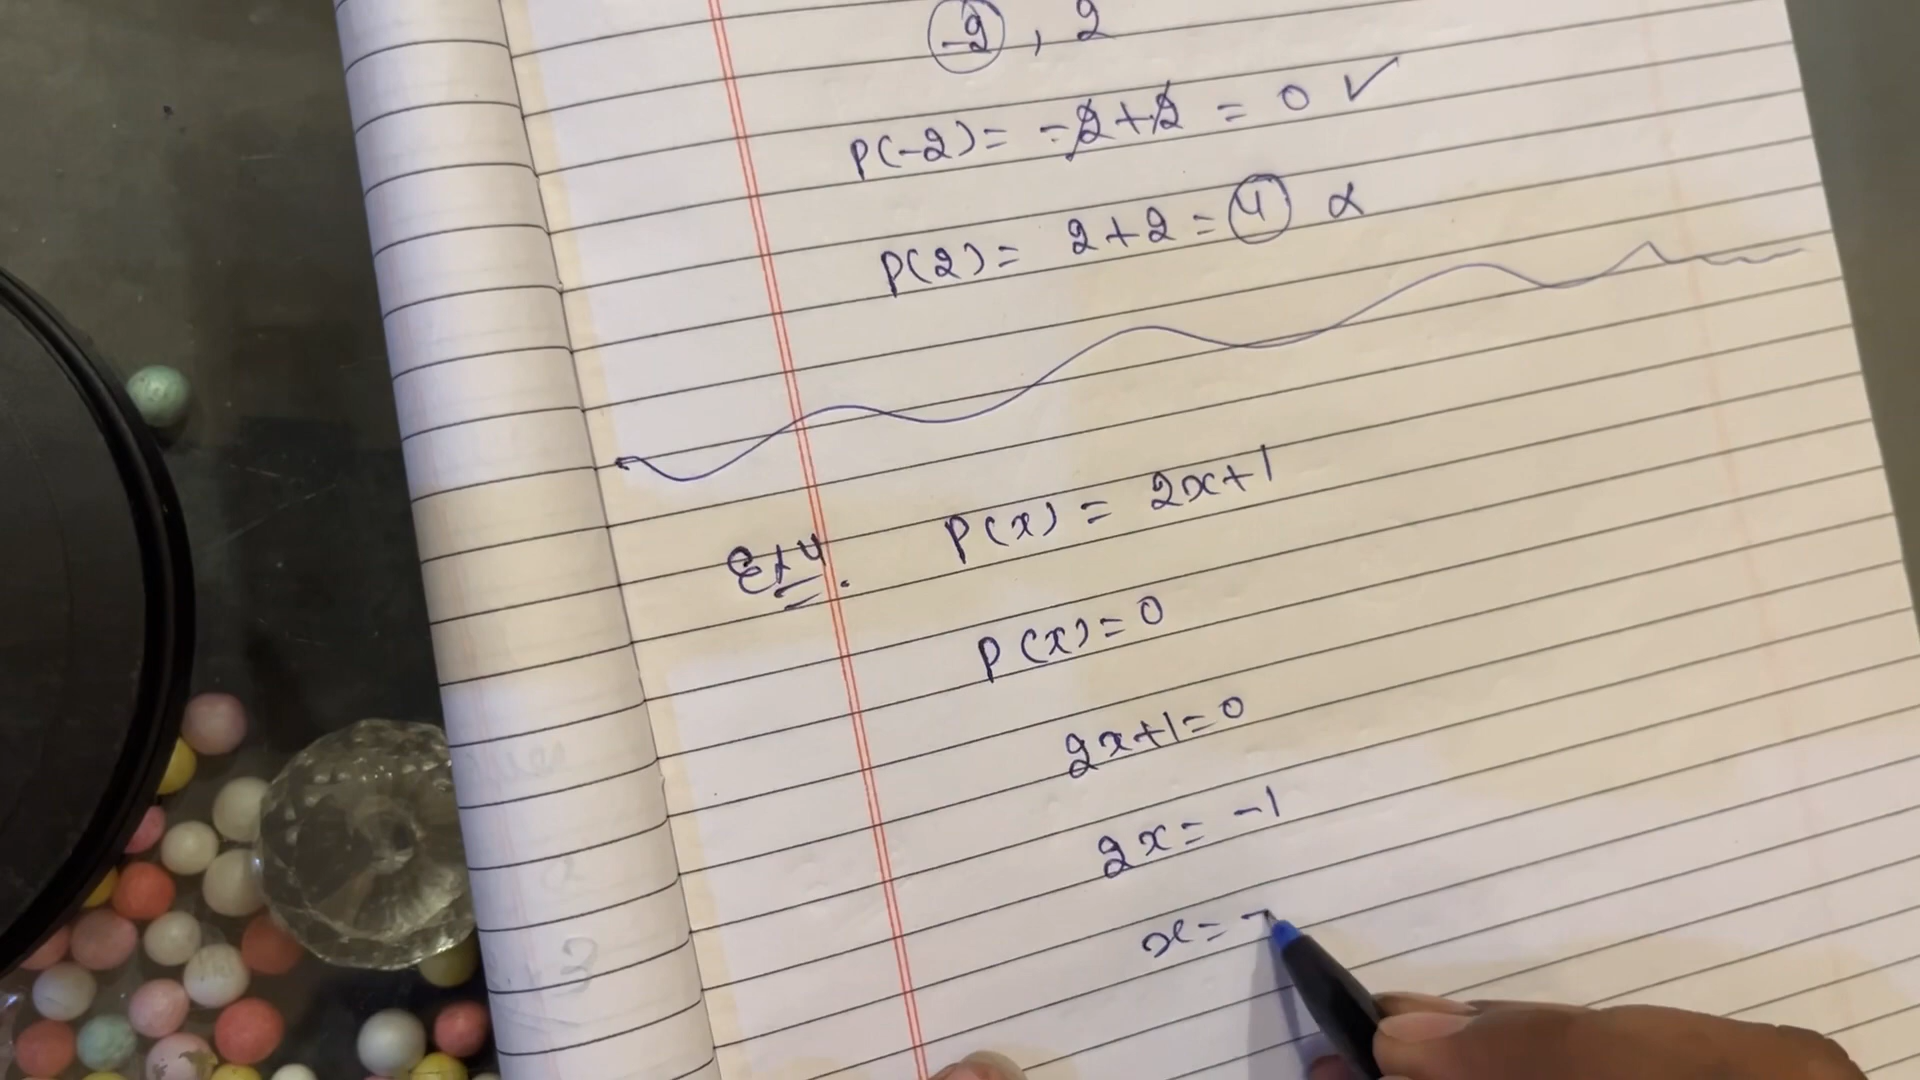 -2, 2
P(-2) = -2+2 = 0 ✓
P(2) = 2+2 = 4 x
Ex 4. P(x) = 2x+1
P(x) = 0
2x+1=0
2x = -1
x = -